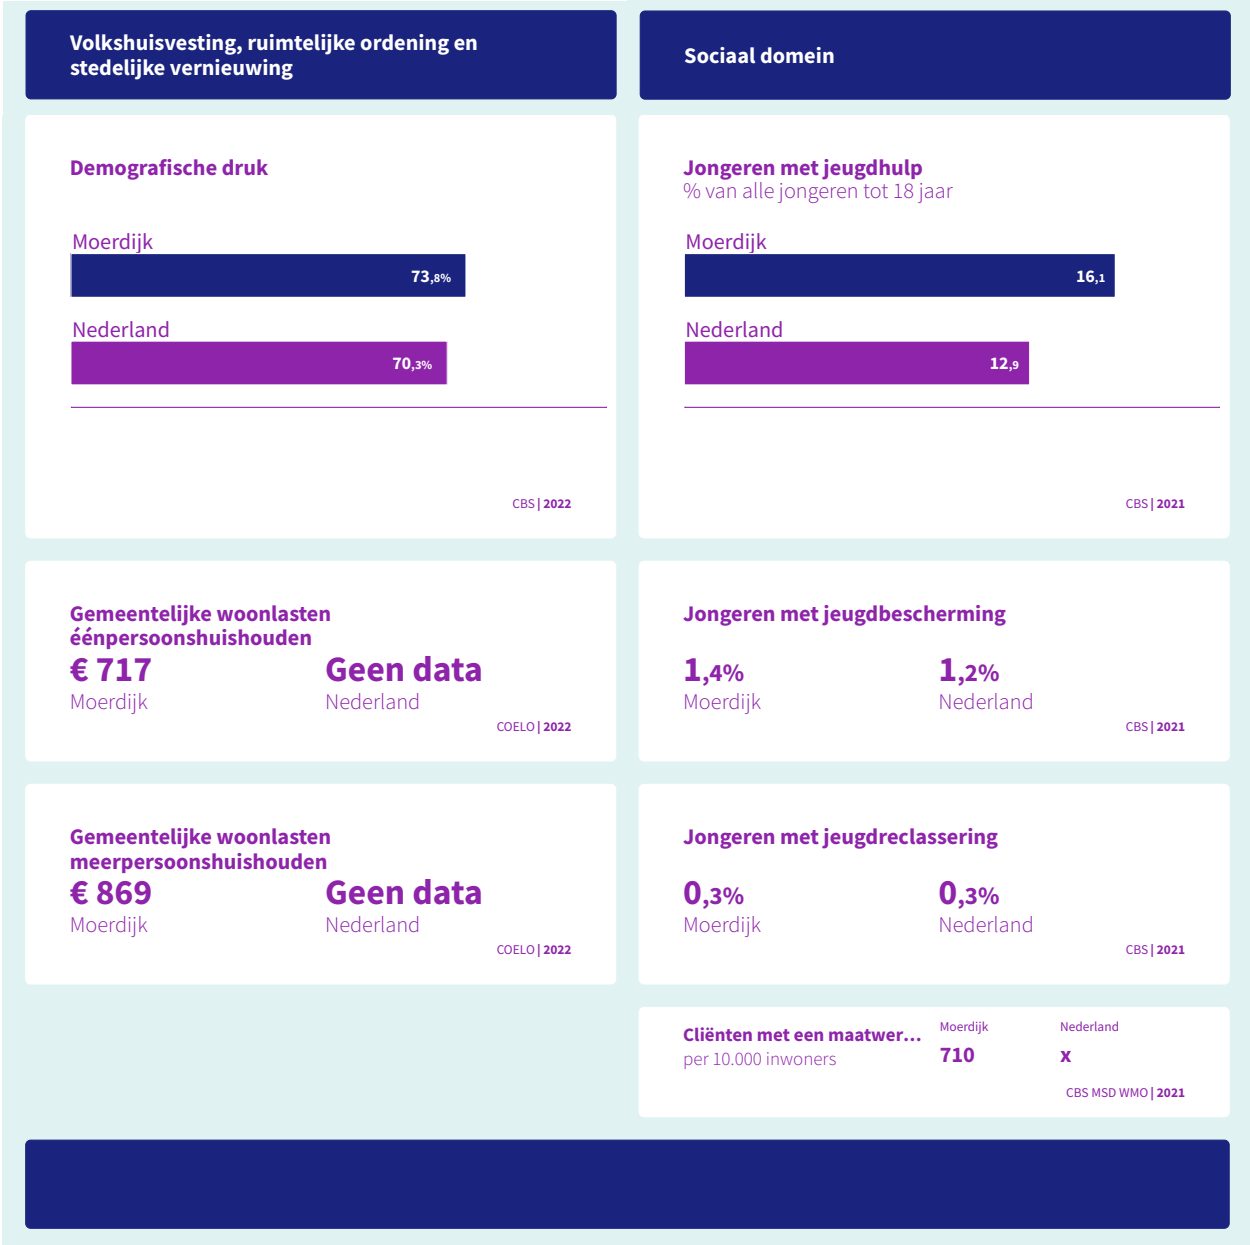 Volkshuisvesting, ruimtelijke ordening en
stedelijke vernieuwing
Demografische druk
Moerdijk
73,8%
Nederland
70,3%
CBS | 2022
Gemeentelijke woonlasten
éénpersoonshuishouden
€ 717
Moerdijk
Geen data
Nederland
COELO | 2022
Gemeentelijke woonlasten
meerpersoonshuishouden
€ 869
Moerdijk
Geen data
Nederland
COELO | 2022
Sociaal domein
Jongeren met jeugdhulp
% van alle jongeren tot 18 jaar
Moerdijk
16,1
Nederland
12,9
CBS | 2021
Jongeren met jeugdbescherming
1,4%
Moerdijk
1,2%
Nederland
CBS | 2021
Jongeren met jeugdreclassering
0,3%
Moerdijk
0,3%
Nederland
CBS | 2021
Cliënten met een maatwer...
per 10.000 inwoners
Moerdijk
710
Nederland
x
CBS MSD WMO | 2021